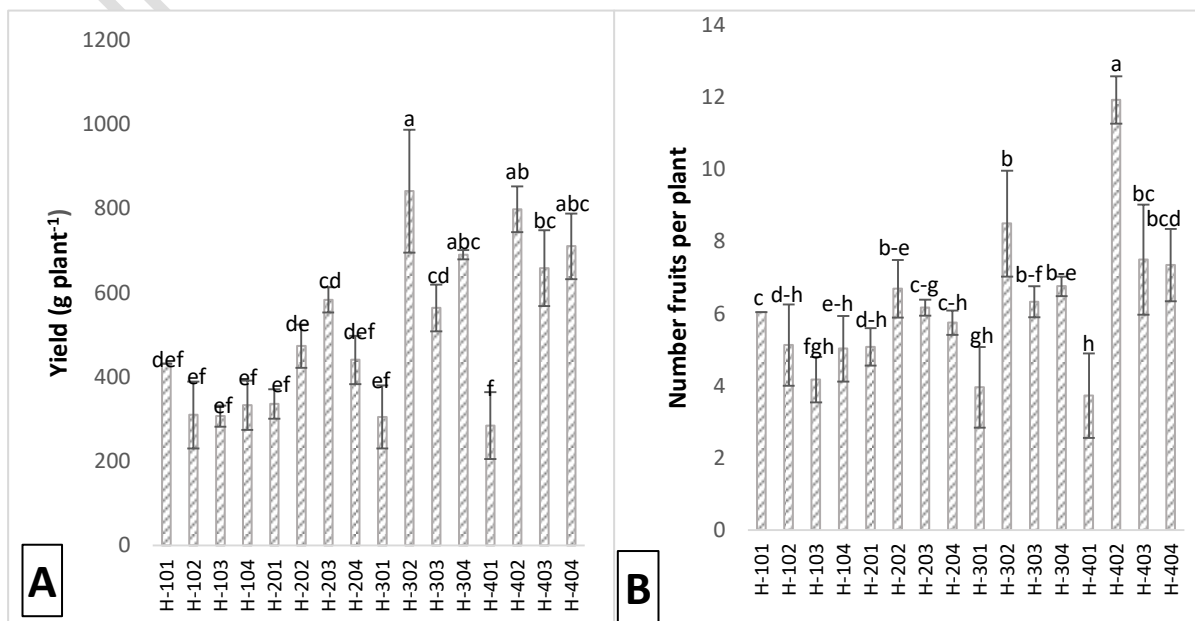 1200
1000
800
600
400
200
0
Yield (g plant-1)
def
ef
ef
ef
ef
de
cd
def
ef
a
cd
abc
f
ab
bc
abc
H-101
H-102
H-103
H-104
H-201
H-202
H-203
H-204
H-301
H-302
H-303
H-304
H-401
H-402
H-403
H-404
A
14
12
10
8
6
4
2
0
Number fruits per plant
c
d-h
fgh
e-h
d-h
b-e
c-g
c-h
gh
b
b-f
b-e
h
a
bc
bcd
H-101
H-102
H-103
H-104
H-201
H-202
H-203
H-204
H-301
H-302
H-303
H-304
H-401
H-402
H-403
H-404
B